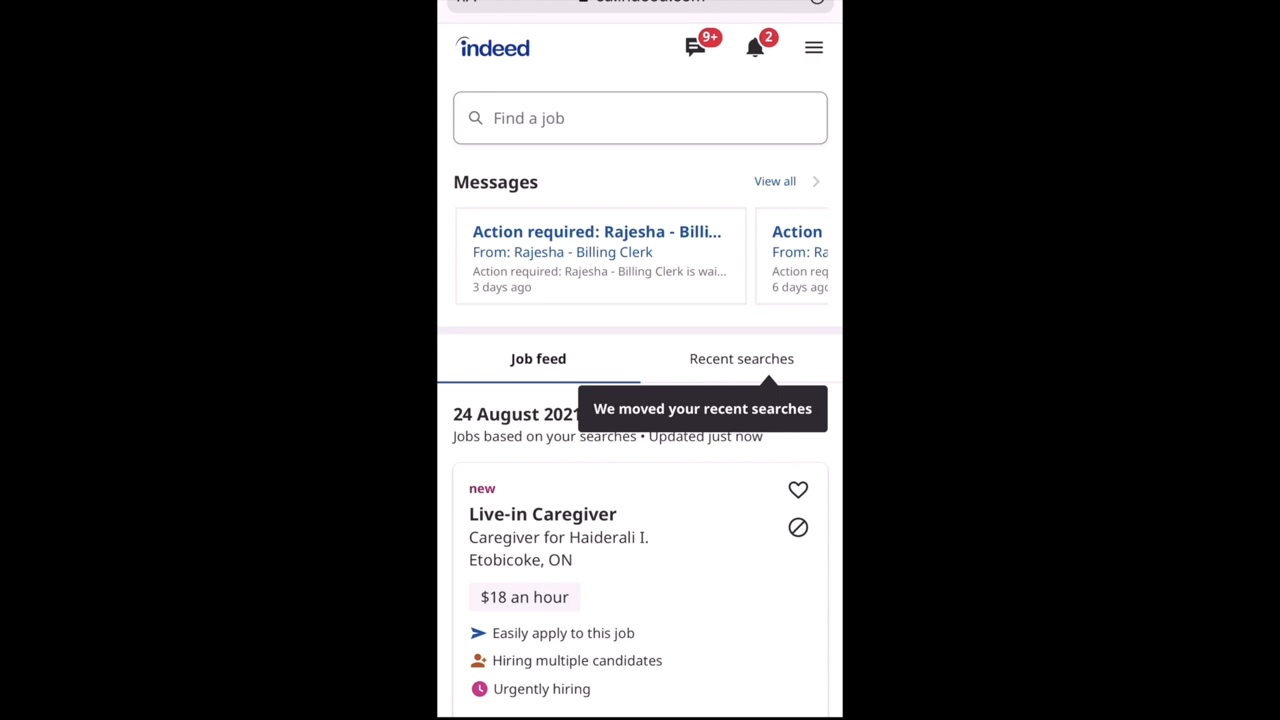 indeed
9+
2
Find a job
Messages
View all
Action required: Rajesha - Billi...
From: Rajesha - Billing Clerk
Action required: Rajesha - Billing Clerk is wai...
3 days ago
Action
From: Ra
Action req
6 days ago
Job feed
Recent searches
We moved your recent searches
24 August 2021
Jobs based on your searches • Updated just now
new
Live-in Caregiver
Caregiver for Haiderali I.
Etobicoke, ON
$18 an hour
Easily apply to this job
Hiring multiple candidates
Urgently hiring